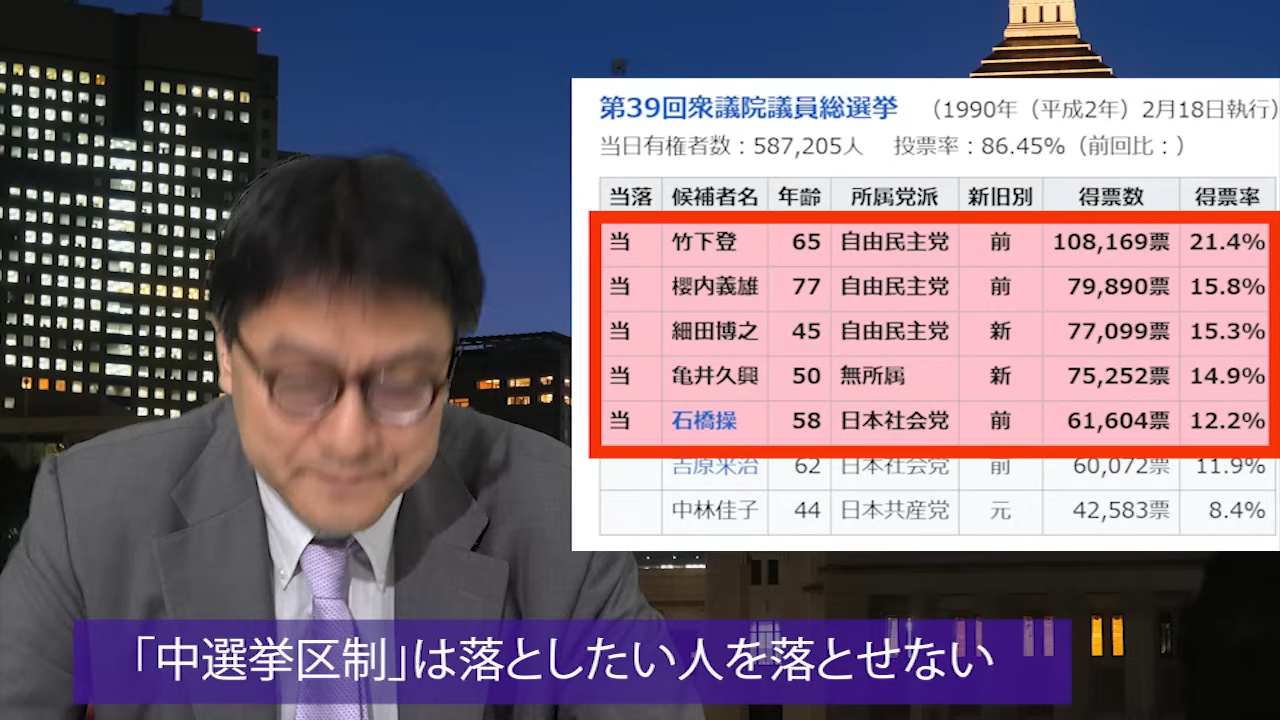 第39回衆議院議員総選挙 （1990年（平成2年）2月18日執行）
当日有権者数：587,205人 投票率：86.45%（前回比：）
当落 候補者名 年齢 所属党派 新旧別 得票数 得票率
当 竹下登 65 自由民主党 前 108,169票 21.4%
当 櫻内義雄 77 自由民主党 前 79,890票 15.8%
当 細田博之 45 自由民主党 新 77,099票 15.3%
当 亀井久興 50 無所属 新 75,252票 14.9%
当 石橋操 58 日本社会党 前 61,604票 12.2%
吉原米治 62 日本社会党 前 60,072票 11.9%
中林佳子 44 日本共産党 元 42,583票 8.4%
「中選挙区制」は落としたい人を落とせない